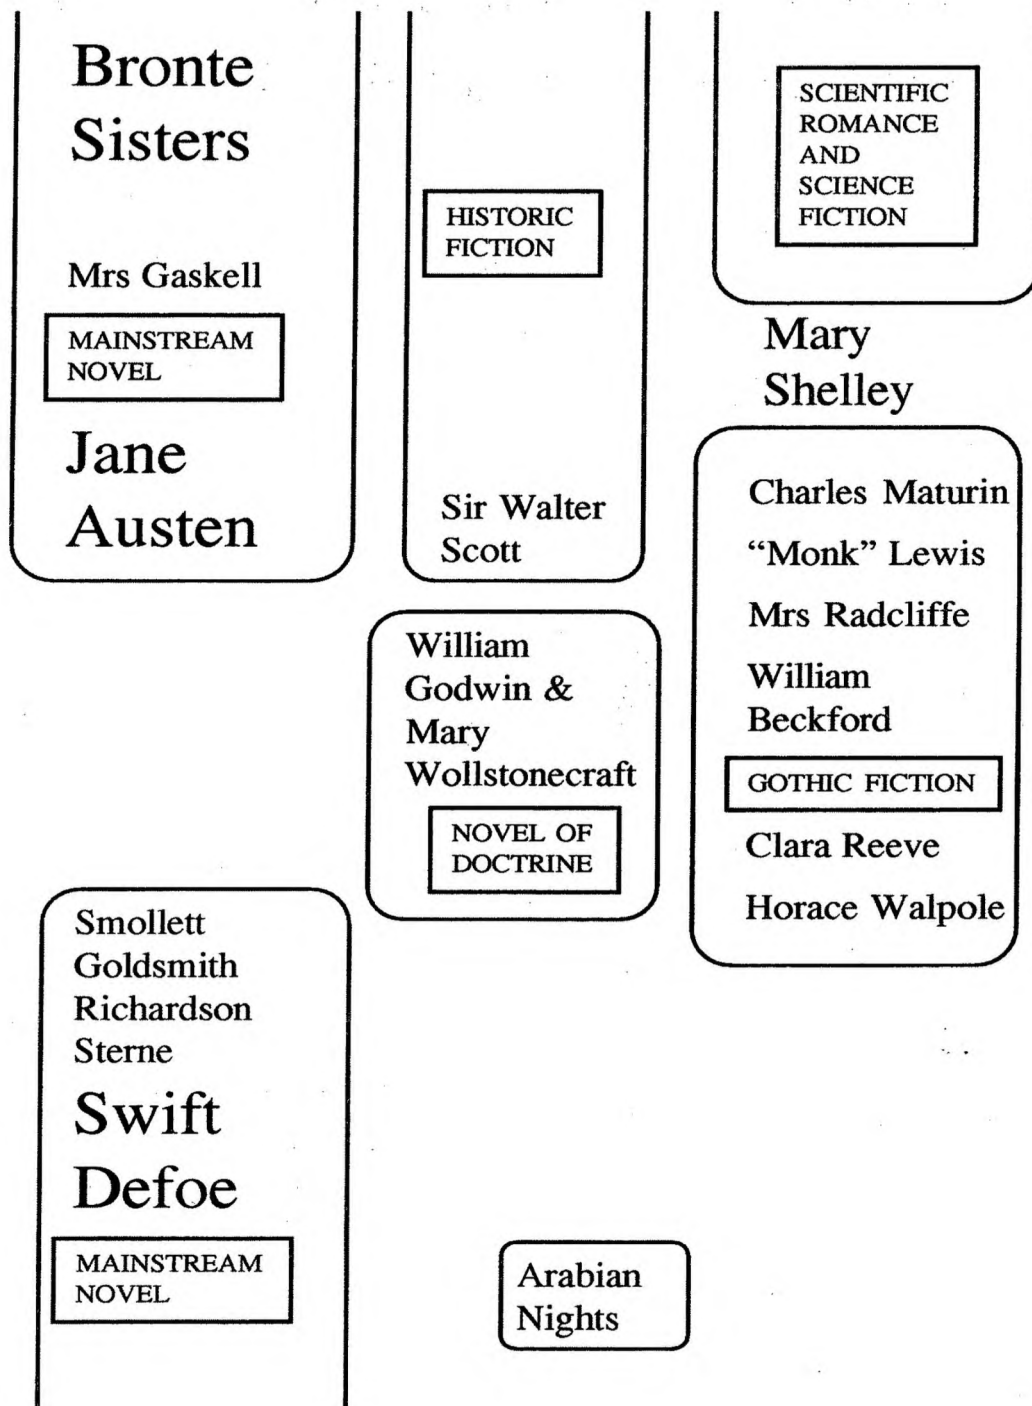 Bronte
Sisters
Mrs Gaskell
MAINSTREAM
NOVEL
Jane
Austen
HISTORIC
FICTION
Sir Walter
Scott
SCIENTIFIC
ROMANCE
AND
SCIENCE
FICTION
Mary
Shelley
Charles Maturin
“Monk” Lewis
Mrs Radcliffe
William
Beckford
GOTHIC FICTION
Clara Reeve
Horace Walpole
William
Godwin &
Mary
Wollstonecraft
NOVEL OF
DOCTRINE
Smollett
Goldsmith
Richardson
Sterne
Swift
Defoe
MAINSTREAM
NOVEL
Arabian
Nights